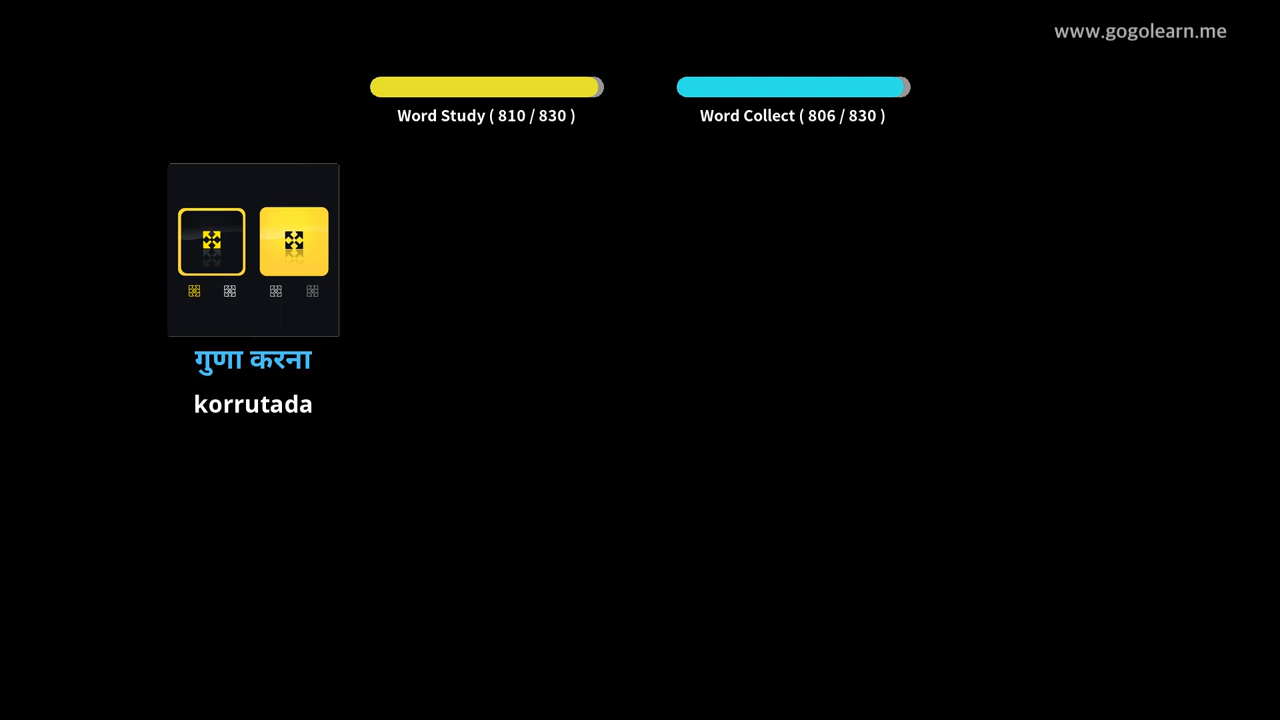 www.gogolearn.me
Word Study ( 810 / 830 )
Word Collect ( 806 / 830 )
गुणा करना
korrutada